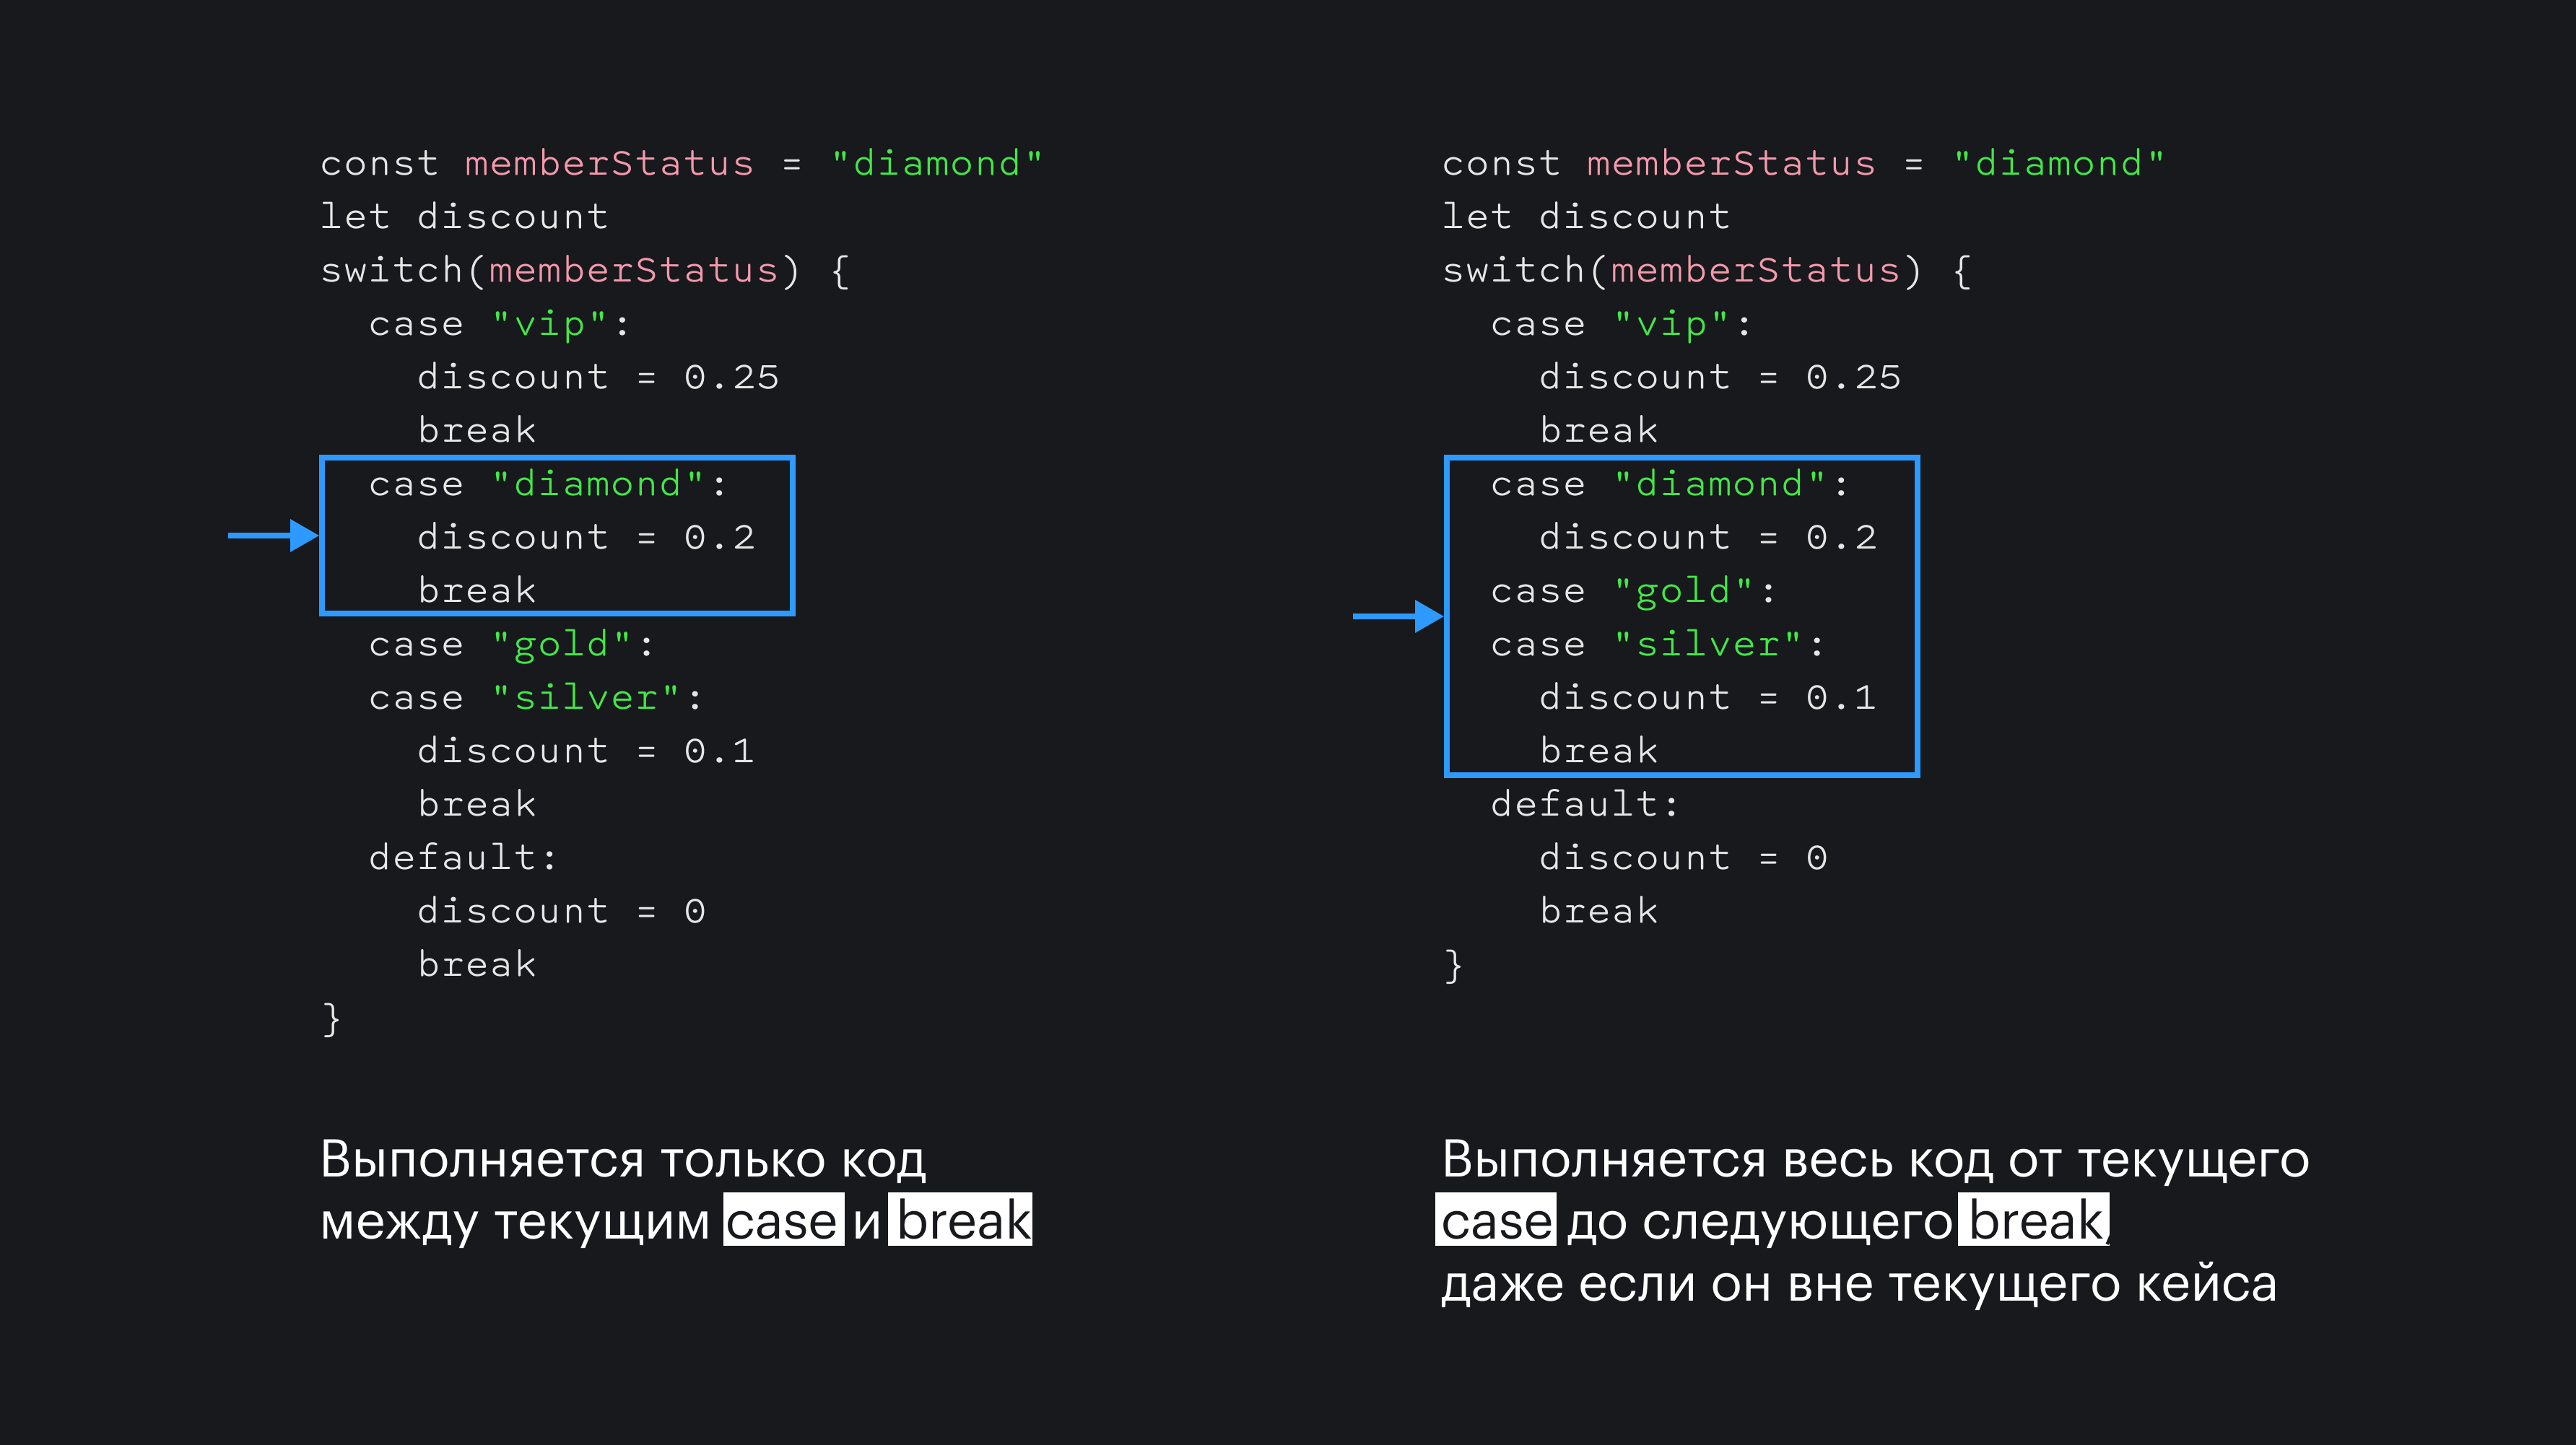 const memberStatus = "diamond"
let discount
switch(memberStatus) {
  case "vip":
    discount = 0.25
    break
  case "diamond":
    discount = 0.2
    break
  case "gold":
  case "silver":
    discount = 0.1
    break
  default:
    discount = 0
    break
}
Выполняется только код
между текущим case и break
const memberStatus = "diamond"
let discount
switch(memberStatus) {
  case "vip":
    discount = 0.25
    break
  case "diamond":
    discount = 0.2
  case "gold":
  case "silver":
    discount = 0.1
    break
  default:
    discount = 0
    break
}
Выполняется весь код от текущего
case до следующего break,
даже если он вне текущего кейса